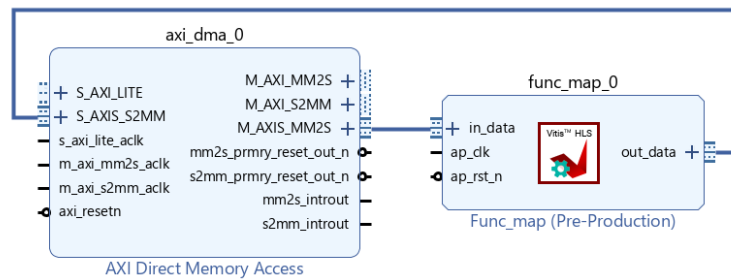 axi_dma_0
S_AXI_LITE
S_AXIS_S2MM
s_axi_lite_aclk
m_axi_mm2s_aclk
m_axi_s2mm_aclk
axi_resetn
M_AXI_MM2S
M_AXI_S2MM
M_AXIS_MM2S
mm2s_prmry_reset_out_n
s2mm_prmry_reset_out_n
mm2s_introut
s2mm_introut
AXI Direct Memory Access
func_map_0
in_data
ap_clk
ap_rst_n
Vitis™ HLS
out_data
Func_map (Pre-Production)